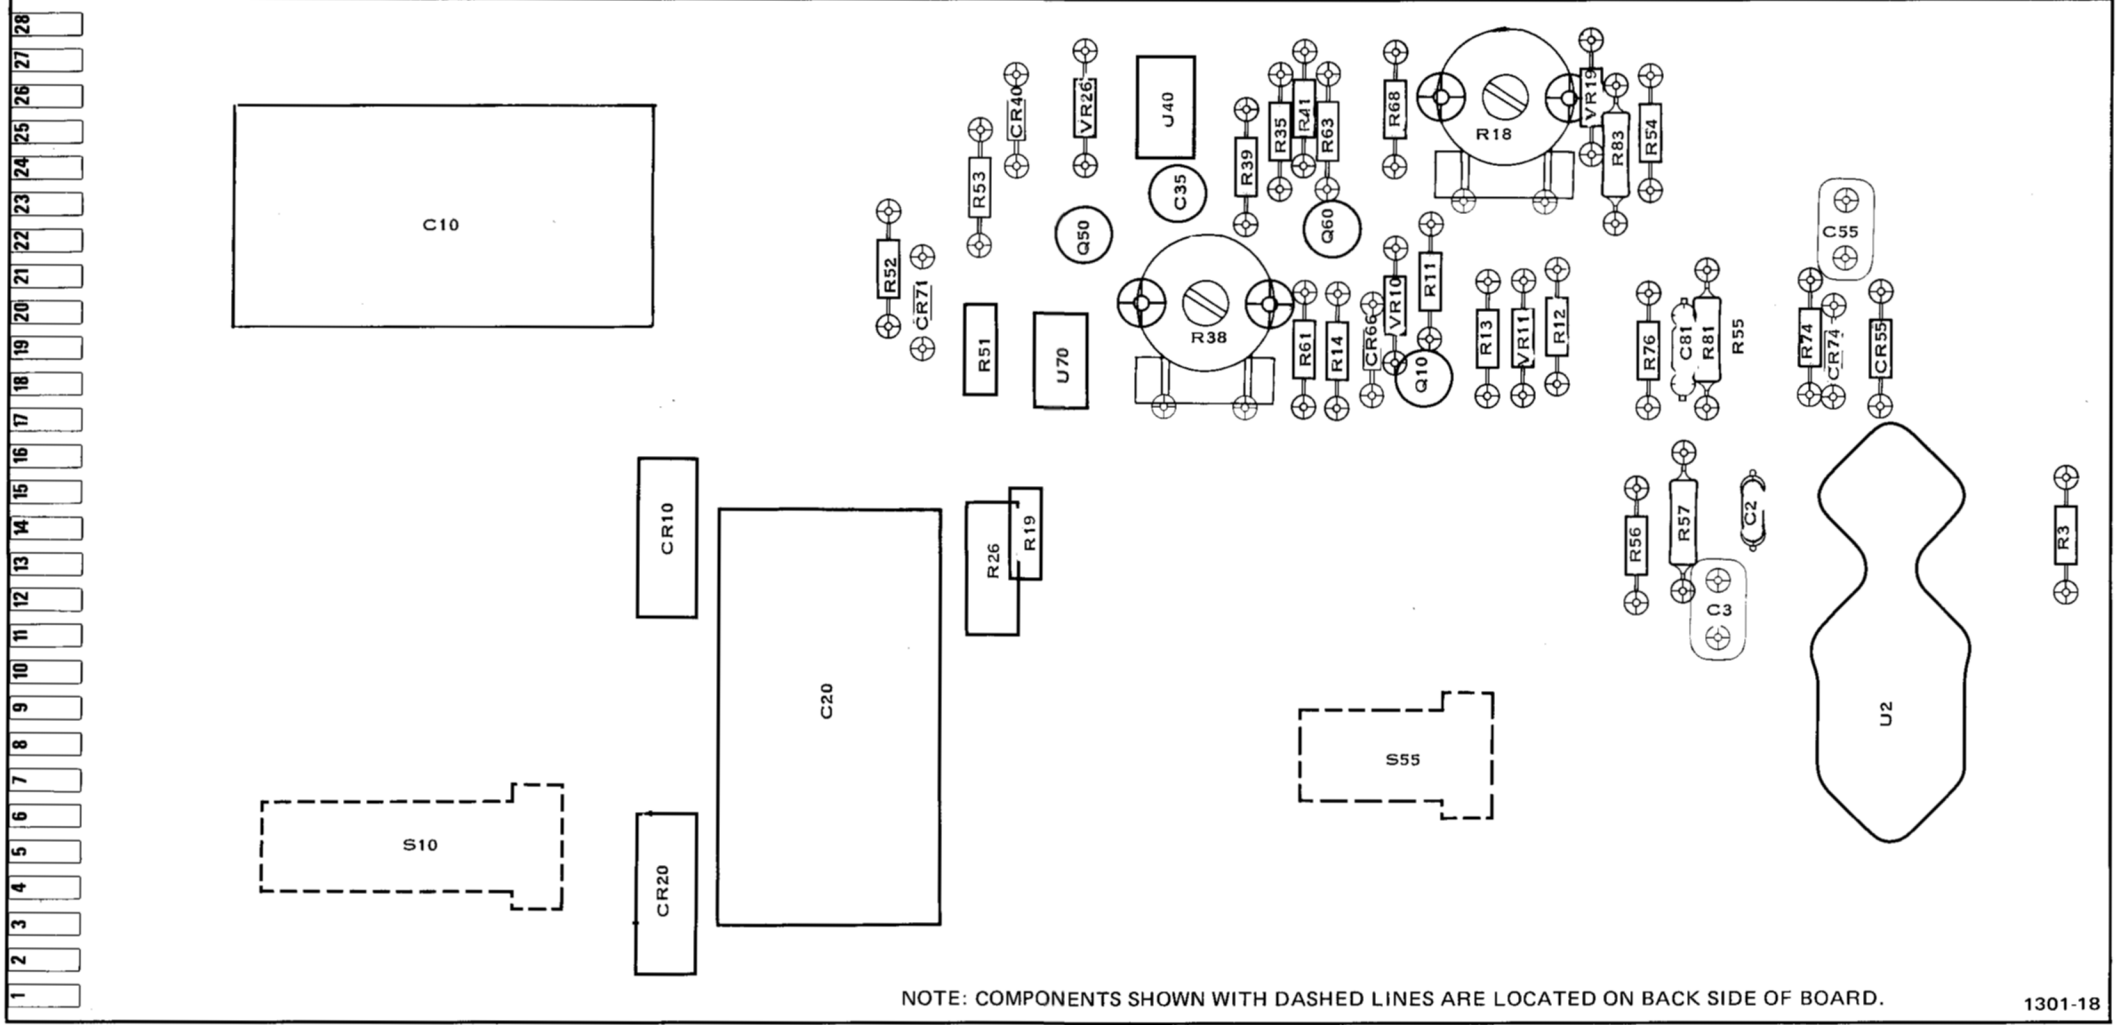 28
27
26
25
24
23
22
21
20
19
18
17
16
15
14
13
12
11
10
9
8
7
6
5
4
3
2
1
C10
CR40
VR26
U40
R53
C35
Q50
R52
CR71
R51
U70
R38
R39
R35
R41
R63
Q60
R68
R18
VR19
R83
R54
R61
R14
CR66
VR10
R11
Q10
R13
VR11
R12
R76
C81
R81
R55
C55
R74
CR74
CR55
CR10
C20
R26
R19
R56
R57
C2
C3
U2
R3
S10
CR20
S55
NOTE: COMPONENTS SHOWN WITH DASHED LINES ARE LOCATED ON BACK SIDE OF BOARD.
1301-18